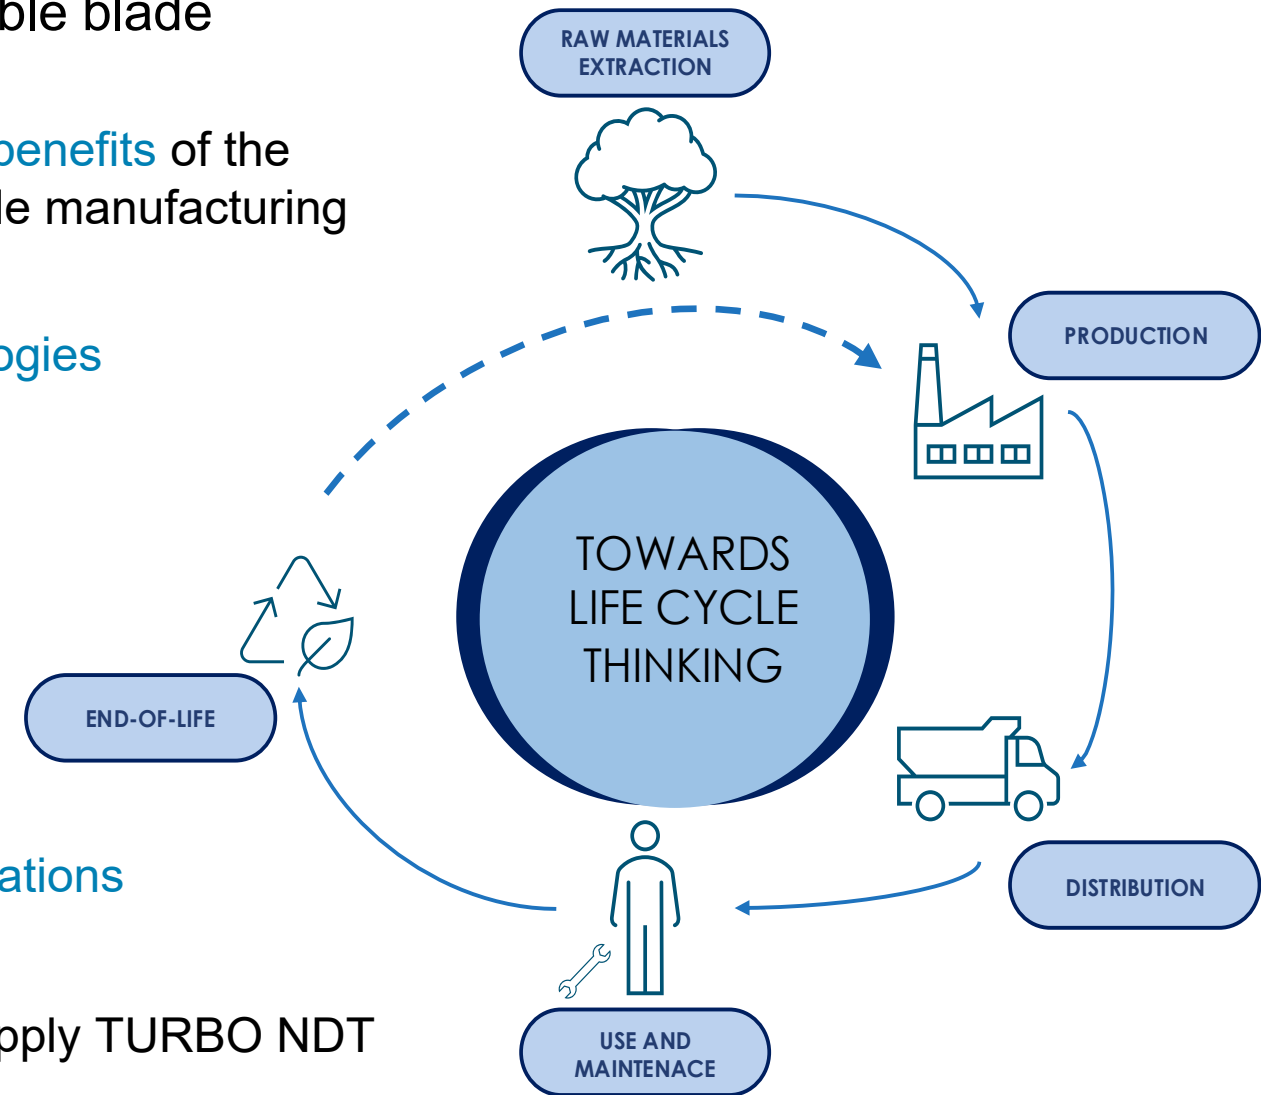 ble blade
benefits of the
le manufacturing
ogies
ations
pply TURBO NDT
RAW MATERIALS
EXTRACTION
PRODUCTION
TOWARDS
LIFE CYCLE
THINKING
END-OF-LIFE
DISTRIBUTION
USE AND
MAINTENACE